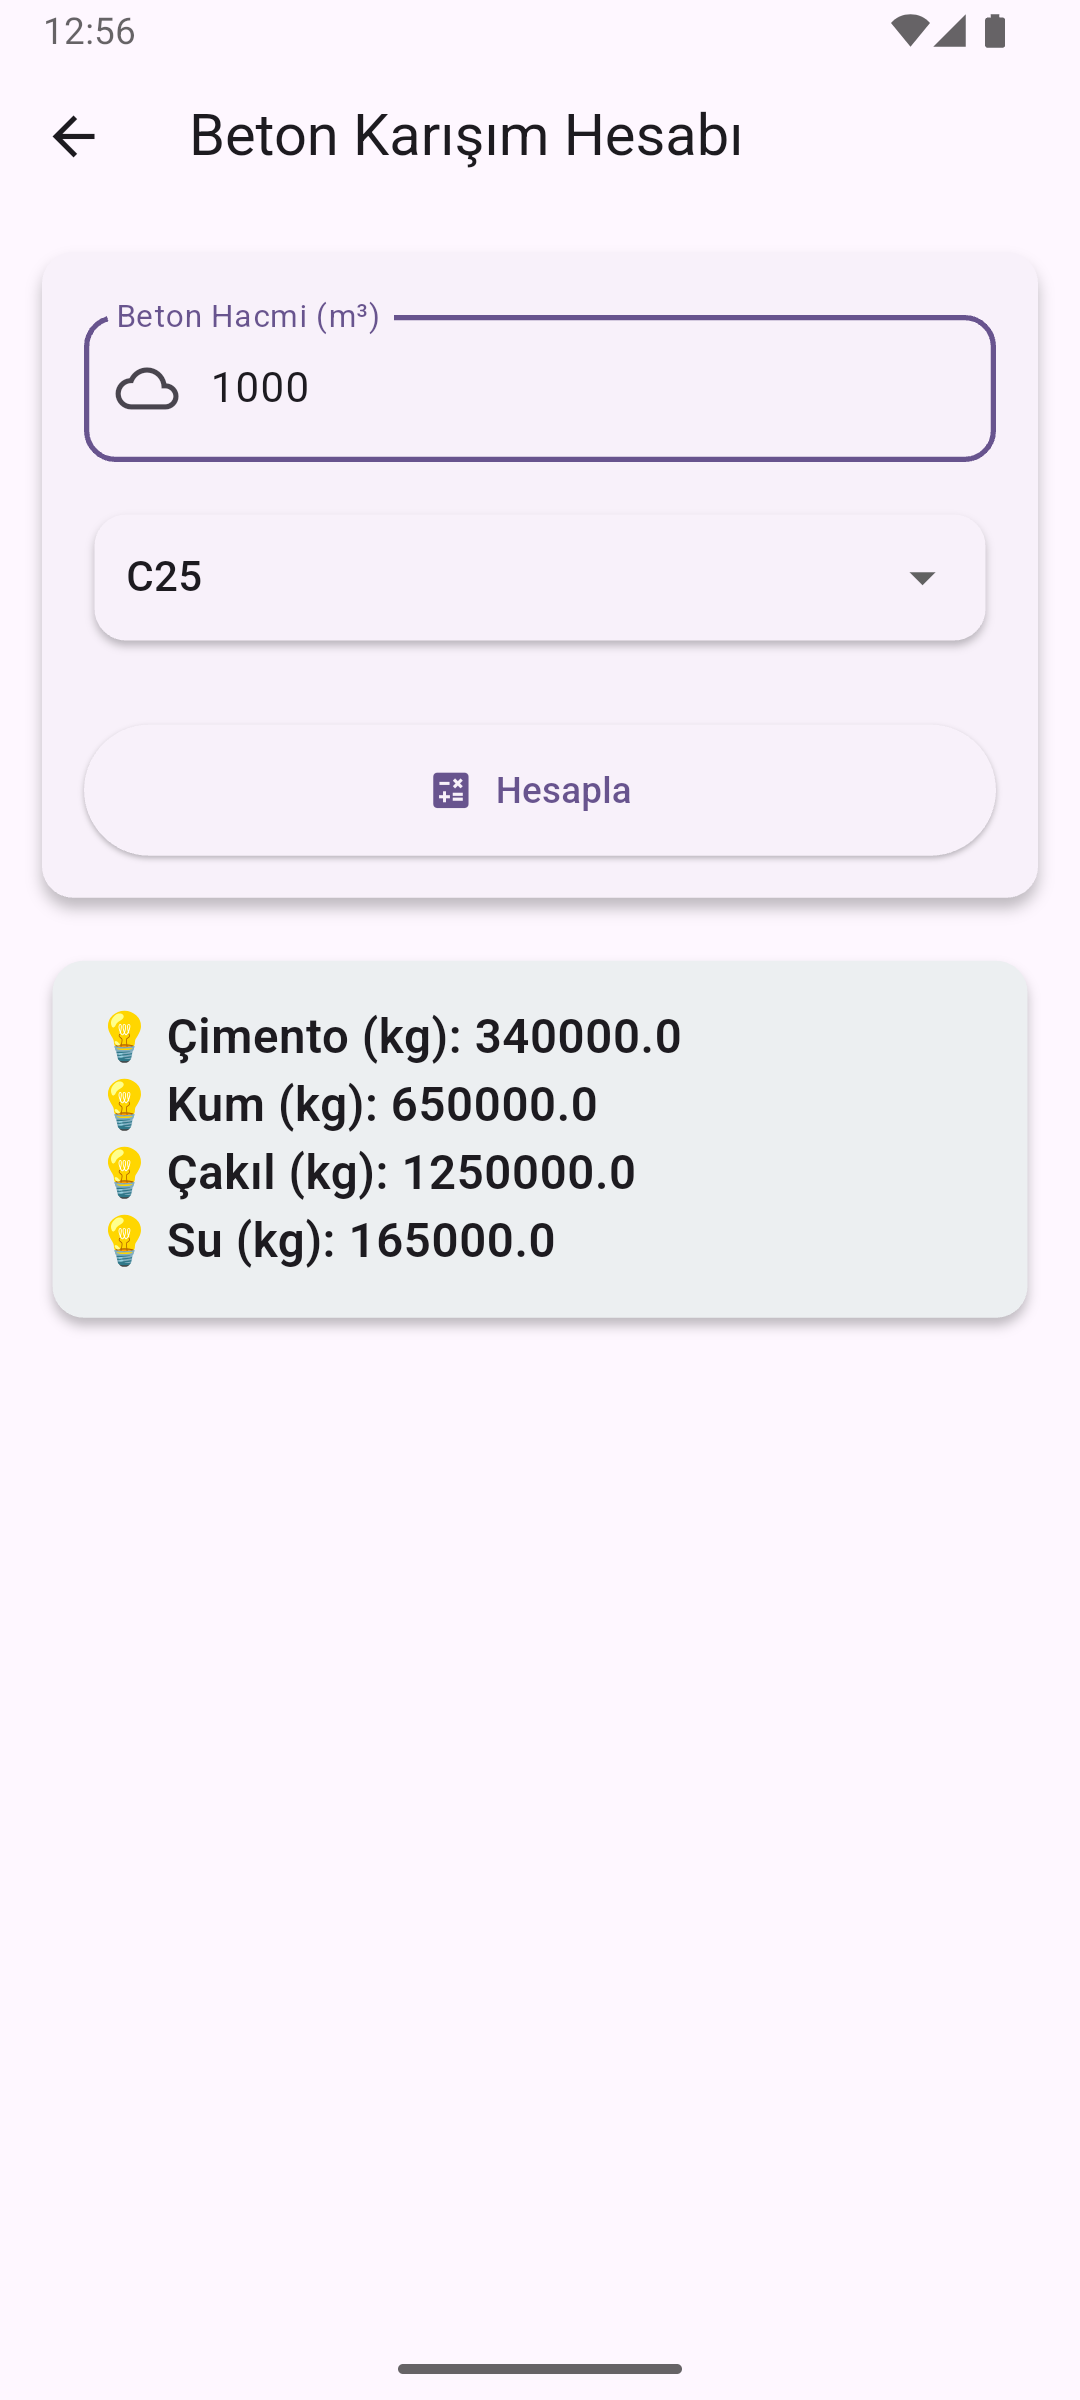 12:56
Beton Karışım Hesabı
Beton Hacmi (m³)
1000
C25
Hesapla
💡 Çimento (kg): 340000.0
💡 Kum (kg): 650000.0
💡 Çakıl (kg): 1250000.0
💡 Su (kg): 165000.0